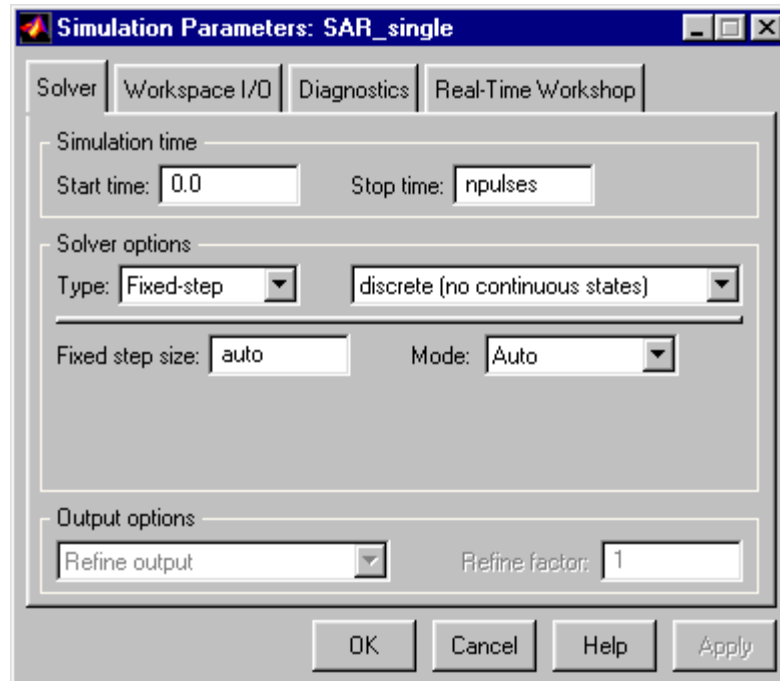 Simulation Parameters: SAR_single
Solver Workspace I/O Diagnostics Real-Time Workshop
Simulation time
Start time: 0.0 Stop time: npulses
Solver options
Type: Fixed-step discrete (no continuous states)
Fixed step size: auto Mode: Auto
Output options
Refine output Refine factor: 1
OK Cancel Help Apply